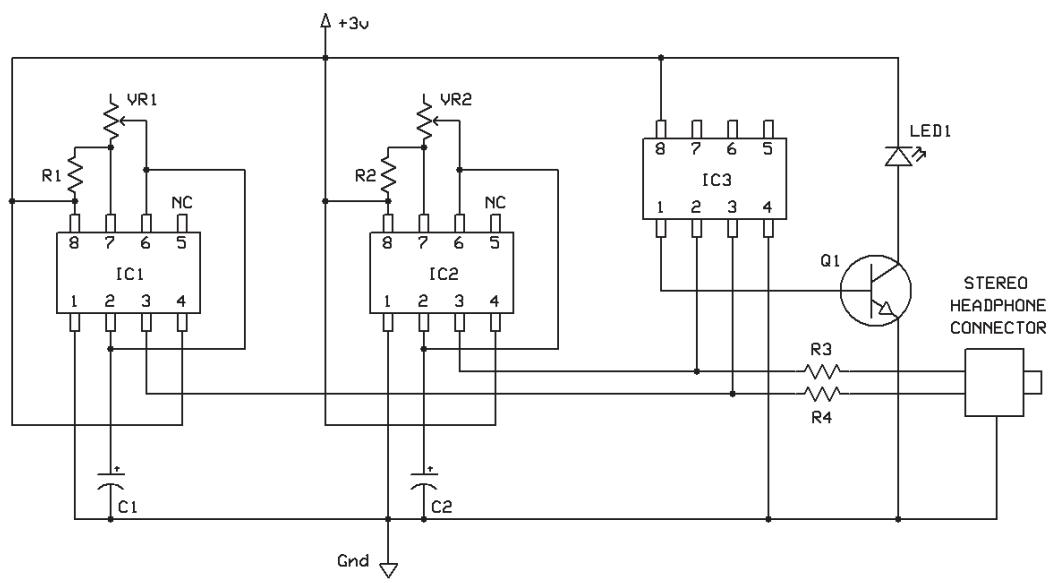 +3v
VR1
VR2
LED1
8 7 6 5
R1
NC
R2
NC
IC3
1 2 3 4
8 7 6 5
8 7 6 5
Q1
IC1
IC2
STEREO
HEADPHONE
CONNECTOR
1 2 3 4
1 2 3 4
R3
R4
+
+
C1
C2
Gnd